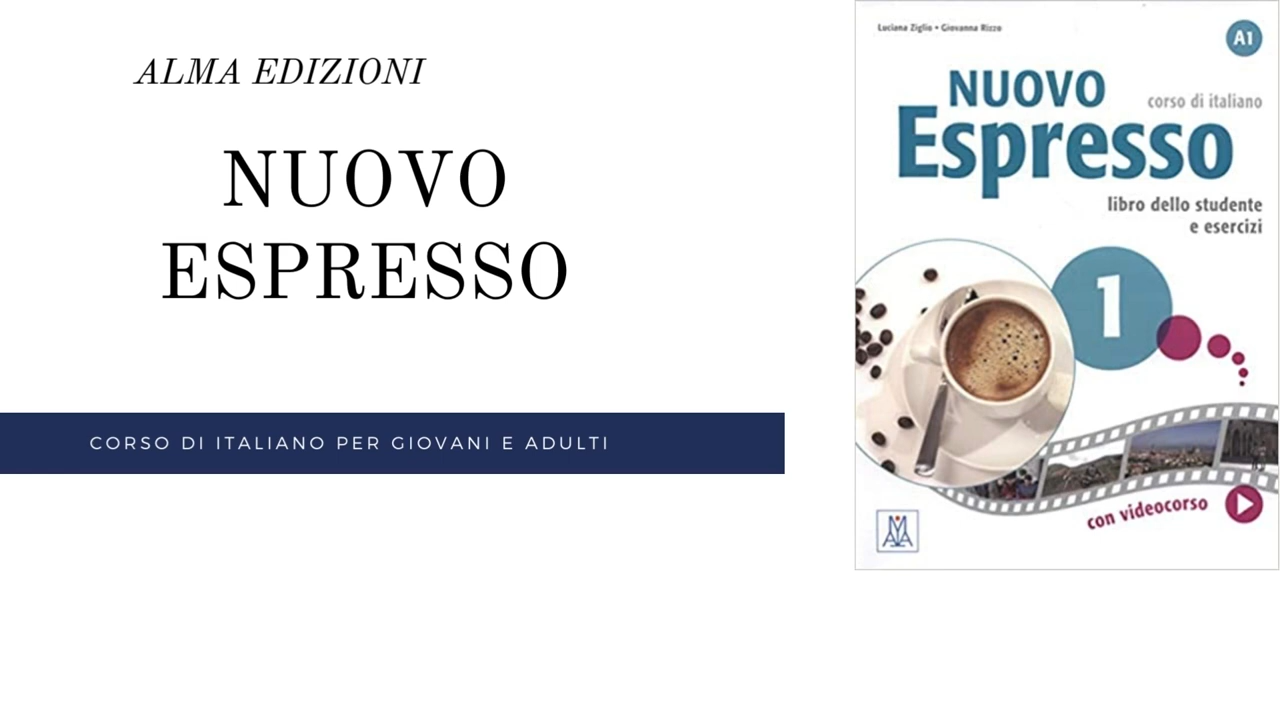 ALMA EDIZIONI
NUOVO
ESPRESSO
CORSO DI ITALIANO PER GIOVANI E ADULTI
Luciana Ziglio • Giovanna Rizzo
A1
NUOVO
corso di italiano
Espresso
libro dello studente
e esercizi
1
con videocorso
ALMA